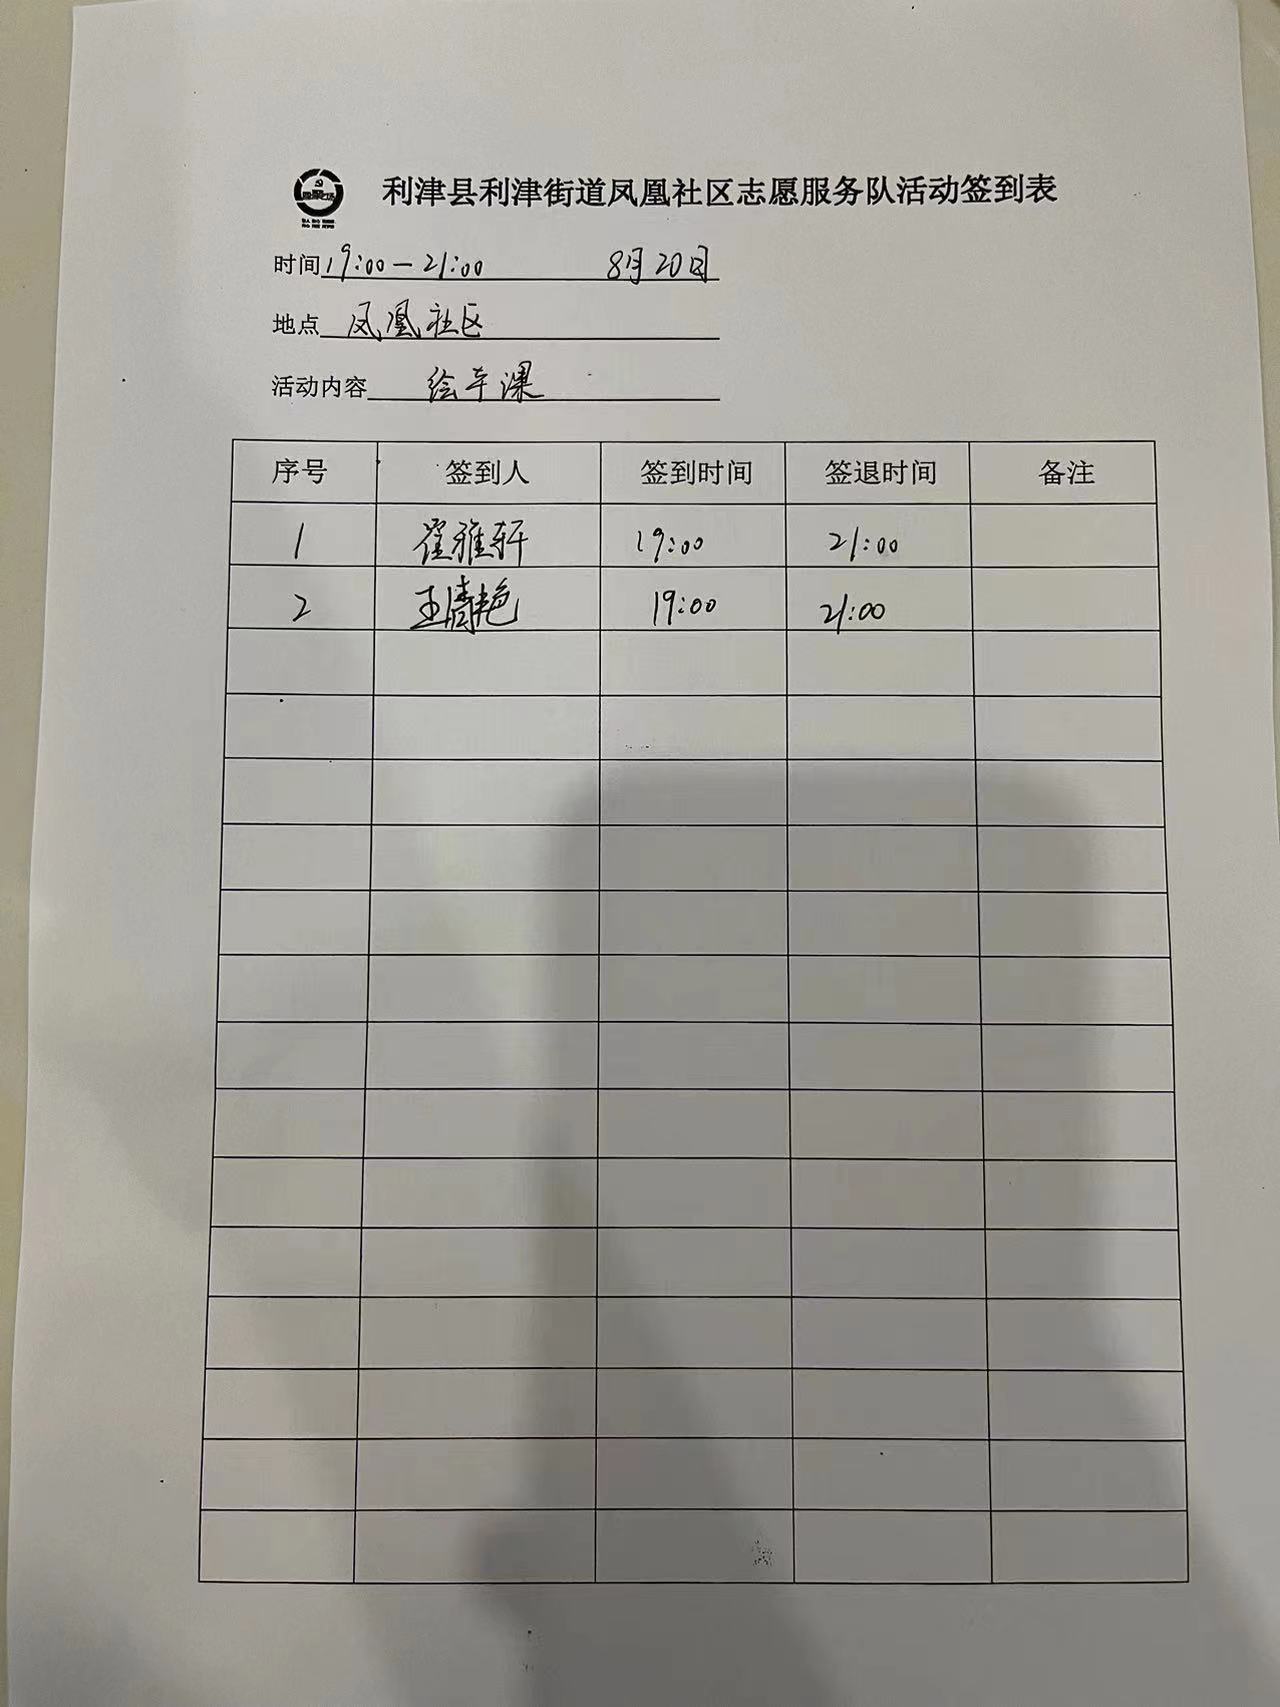 利津县利津街道凤凰社区志愿服务队活动签到表
时间 19:00—21:00 8月20日
地点 凤凰社区
活动内容 绘本课
序号 签到人 签到时间 签退时间 备注
1 崔雅轩 19:00 21:00
2 王清艳 19:00 21:00